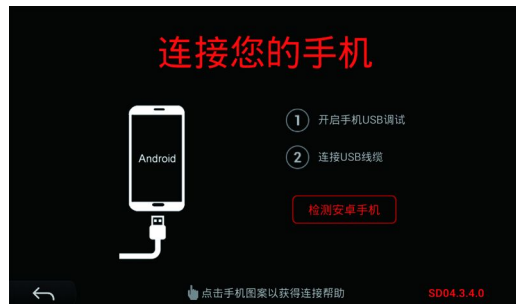 连接您的手机
Android
1 开启手机USB调试
2 连接USB线缆
检测安卓手机
点击手机图案以获得连接帮助
SD04.3.4.0